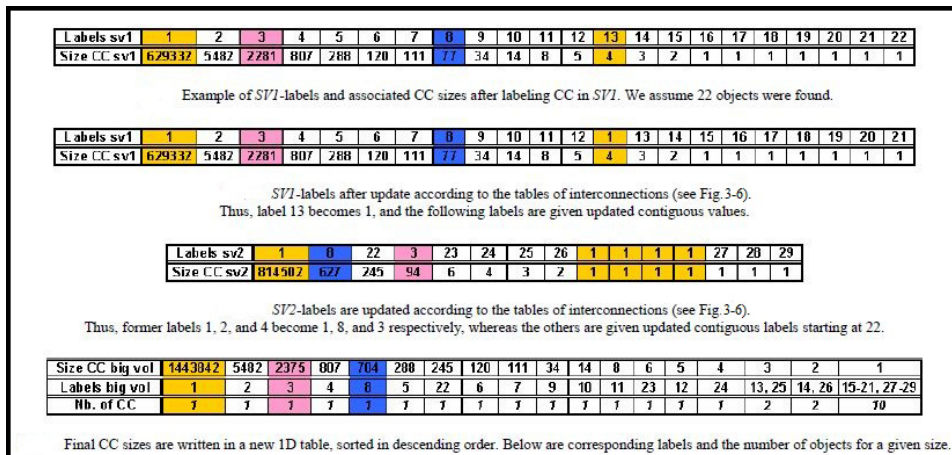 Labels sv1 1 2 3 4 5 6 7 8 9 10 11 12 13 14 15 16 17 18 19 20 21 22
Size CC sv1 629332 5482 2281 807 288 120 111 77 34 14 8 5 4 3 2 1 1 1 1 1 1 1
Example of SV1-labels and associated CC sizes after labeling CC in SV1. We assume 22 objects were found.
Labels sv1 1 2 3 4 5 6 7 8 9 10 11 12 1 13 14 15 16 17 18 19 20 21
Size CC sv1 629332 5482 2281 807 288 120 111 77 34 14 8 5 4 3 2 1 1 1 1 1 1 1
SV1-labels after update according to the tables of interconnections (see Fig.3-6).
Thus, label 13 becomes 1, and the following labels are given updated contiguous values.
Labels sv2 1 8 22 3 23 24 25 26 1 1 1 1 27 28 29
Size CC sv2 814502 627 245 94 6 4 3 2 1 1 1 1 1 1 1
SV2-labels are updated according to the tables of interconnections (see Fig.3-6).
Thus, former labels 1, 2, and 4 become 1, 8, and 3 respectively, whereas the others are given updated contiguous labels starting at 22.
Size CC big vol 1443842 5482 2375 807 704 288 245 120 111 34 14 8 6 5 4 3 2 1
Labels big vol 1 2 3 4 8 5 22 6 7 9 10 11 23 12 24 13, 25 14, 26 15-21, 27-29
Nb. of CC 1 1 1 1 1 1 1 1 1 1 1 1 1 1 1 2 2 10
Final CC sizes are written in a new 1D table, sorted in descending order. Below are corresponding labels and the number of objects for a given size.